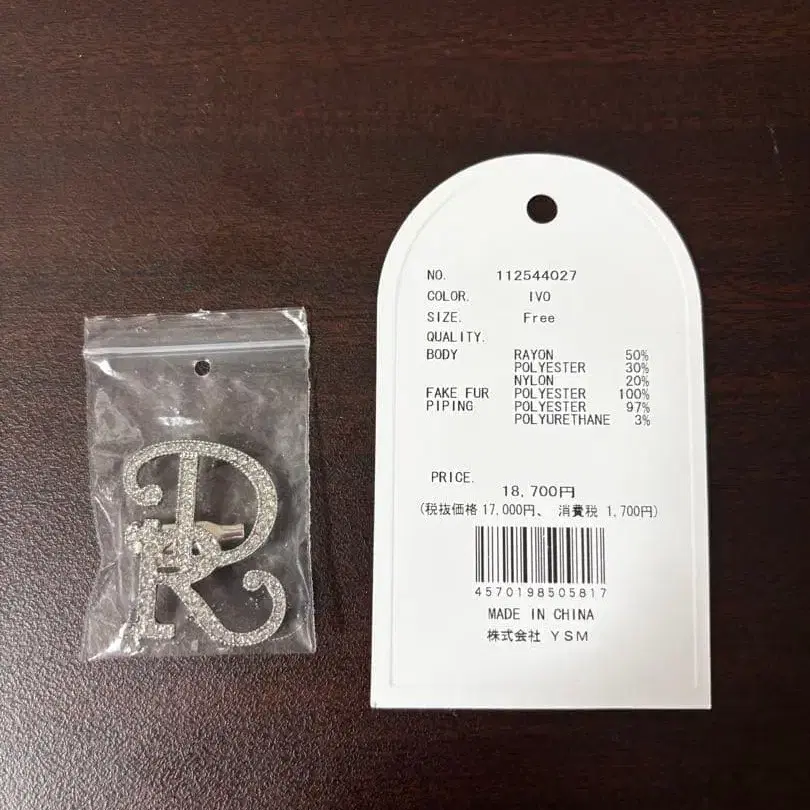 NO. 112544027
COLOR. IVO
SIZE. Free
QUALITY.
BODY RAYON 50%
POLYESTER 30%
NYLON 20%
FAKE FUR POLYESTER 100%
PIPING POLYESTER 97%
POLYURETHANE 3%
PRICE.
18,700円
(税抜価格 17,000円、 消費税 1,700円)
4570198505817
MADE IN CHINA
株式会社 YSM
R